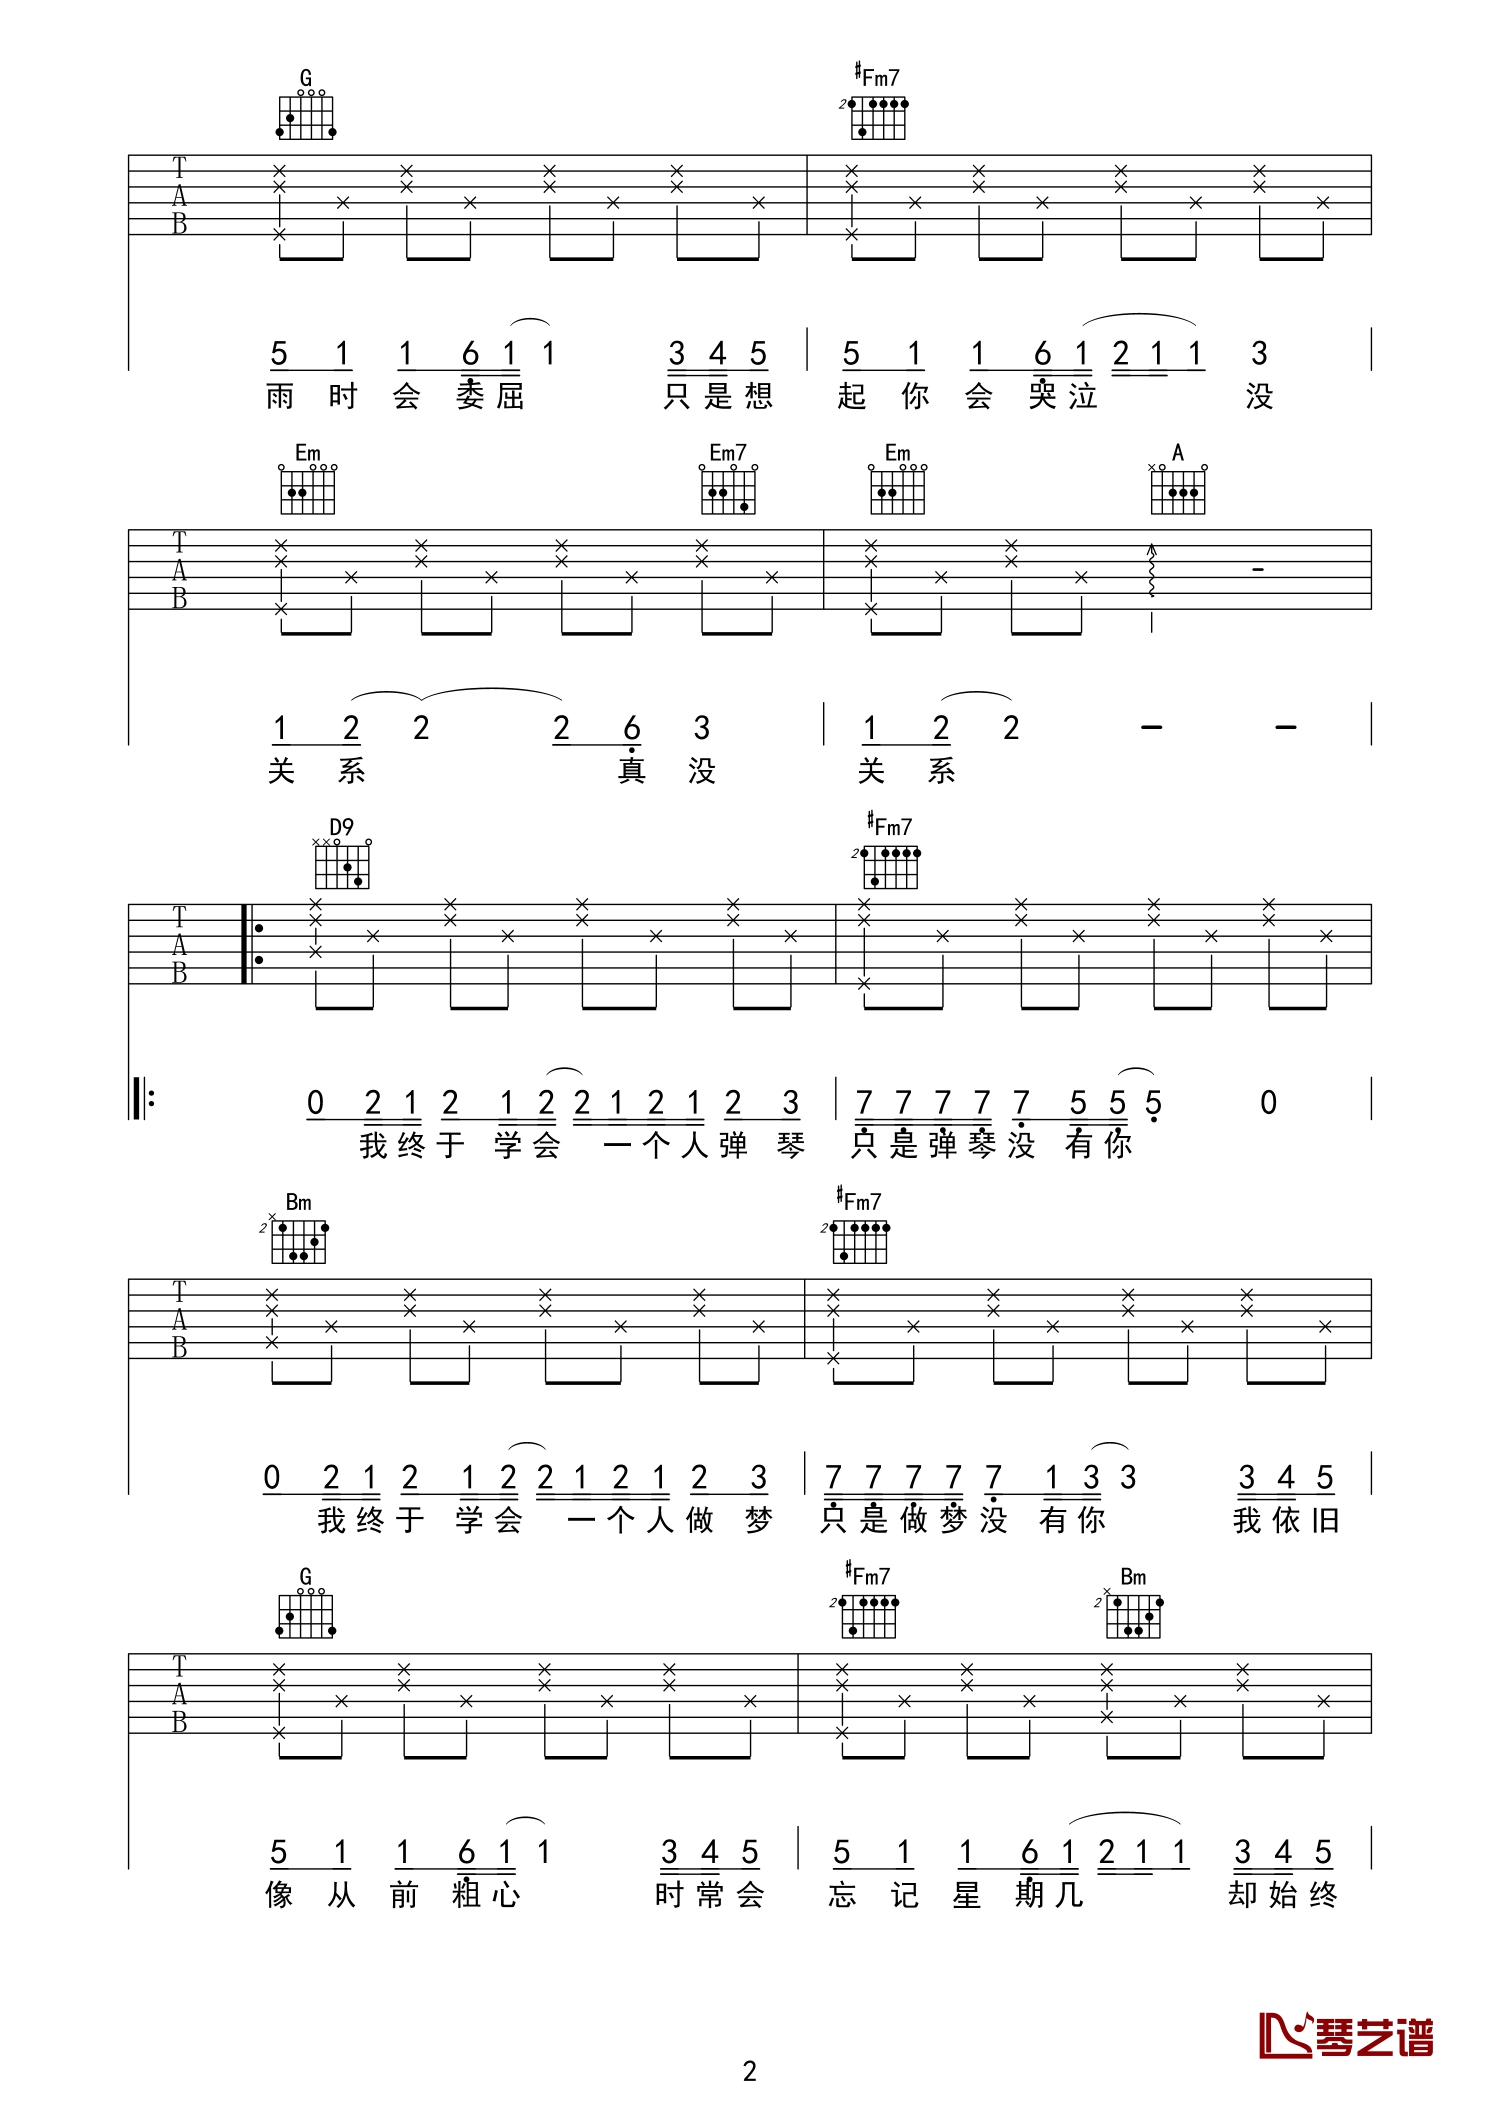 G #Fm7
2
T
A
B
5 1 1 6 1 1 3 4 5 5 1 1 6 1 2 1 1 3
雨 时 会 委 屈 只 是 想 起 你 会 哭 泣 没
Em Em7 Em A
T
A
B
1 2 2 2 6 3 1 2 2 - -
关 系 真 没 关 系
D9 #Fm7
2
T
A
B
0 2 1 2 1 2 2 1 2 1 2 3 7 7 7 7 7 5 5 5 0
我 终 于 学 会 一 个 人 弹 琴 只 是 弹 琴 没 有 你
Bm #Fm7
2 2
T
A
B
0 2 1 2 1 2 2 1 2 1 2 3 7 7 7 7 7 1 3 3 3 4 5
我 终 于 学 会 一 个 人 做 梦 只 是 做 梦 没 有 你 我 依 旧
G #Fm7 Bm
2 2
T
A
B
5 1 1 6 1 1 3 4 5 5 1 1 6 1 2 1 1 3 4 5
像 从 前 粗 心 时 常 会 忘 记 星 期 几 却 始 终
琴艺谱
2